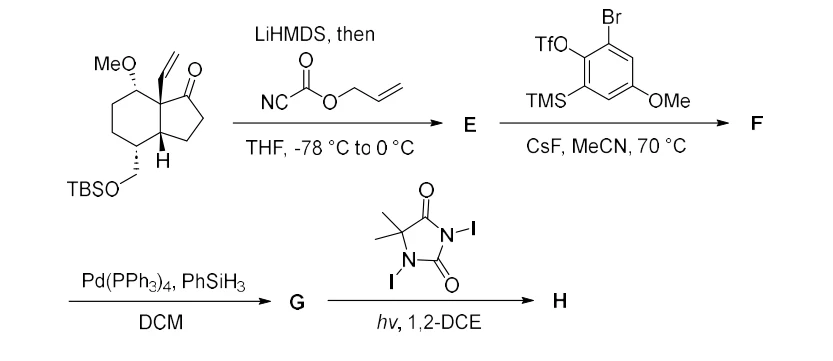 LiHMDS, then
MeO
O
NC
O
O
THF, -78 °C to 0 °C
H
TBSO
E
Br
TfO
TMS
OMe
CsF, MeCN, 70 °C
F
Pd(PPh₃)₄, PhSiH₃
DCM
G
O
N
I
N
I
O
hv, 1,2-DCE
H